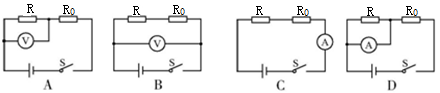 R R₀ R R₀ R R₀ R R₀
V V A A
S S S S
A B C D